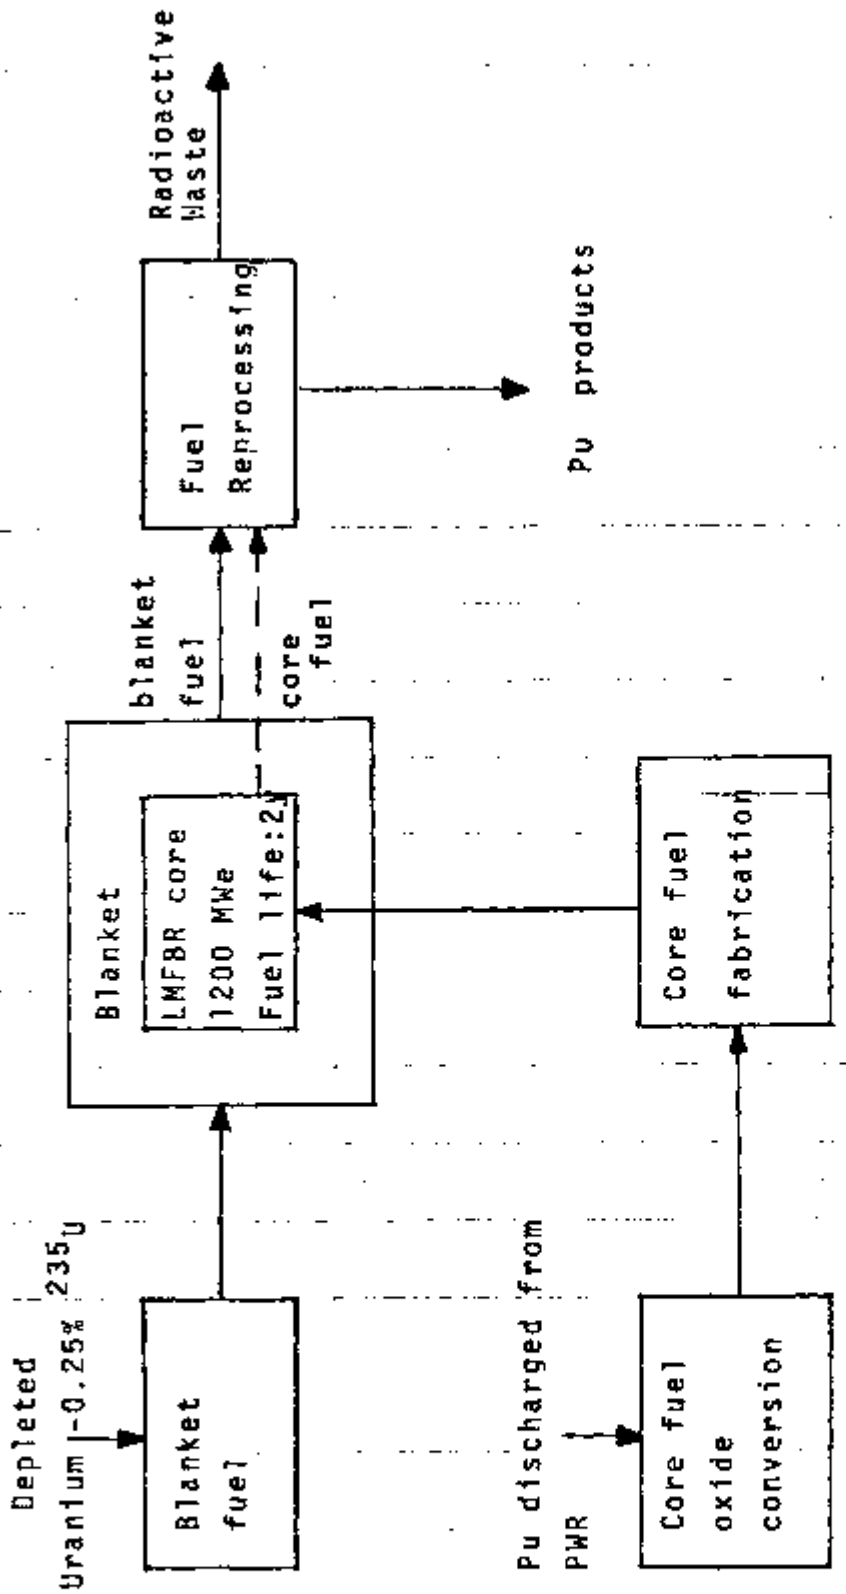 Depleted
Uranium -0.25% 235U
Blanket
fuel
Blanket
LMFBR core
1200 MWe
Fuel life:2y
blanket
fuel
core
fuel
Fuel
Reprocessing
Radioactive
Waste
Pu products
Pu discharged from
PWR
Core fuel
oxide
conversion
Core fuel
fabrication